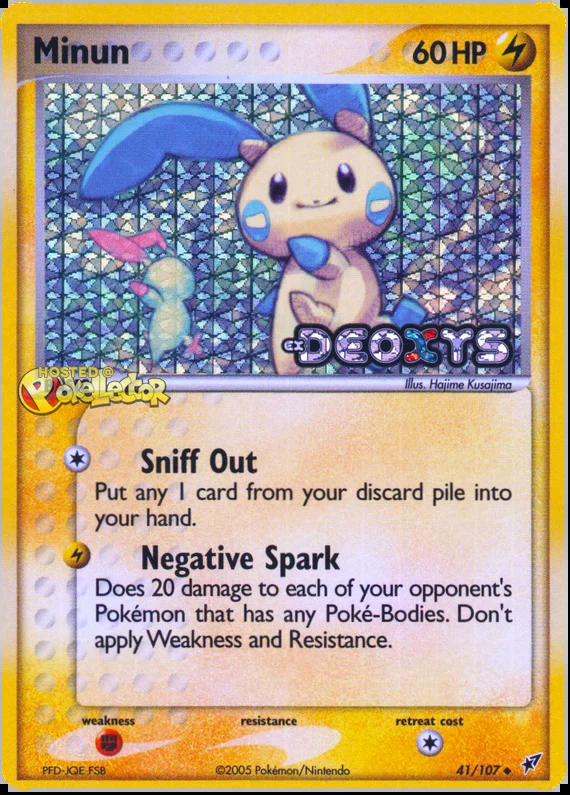 Minun
60 HP
ex DEOXYS
HOSTED @
PokéLector
Illus. Hajime Kusajima
Sniff Out
Put any 1 card from your discard pile into
your hand.
Negative Spark
Does 20 damage to each of your opponent's
Pokémon that has any Poké-Bodies. Don't
apply Weakness and Resistance.
weakness
resistance
retreat cost
PFD-JQE-FSB
©2005 Pokémon/Nintendo
41/107